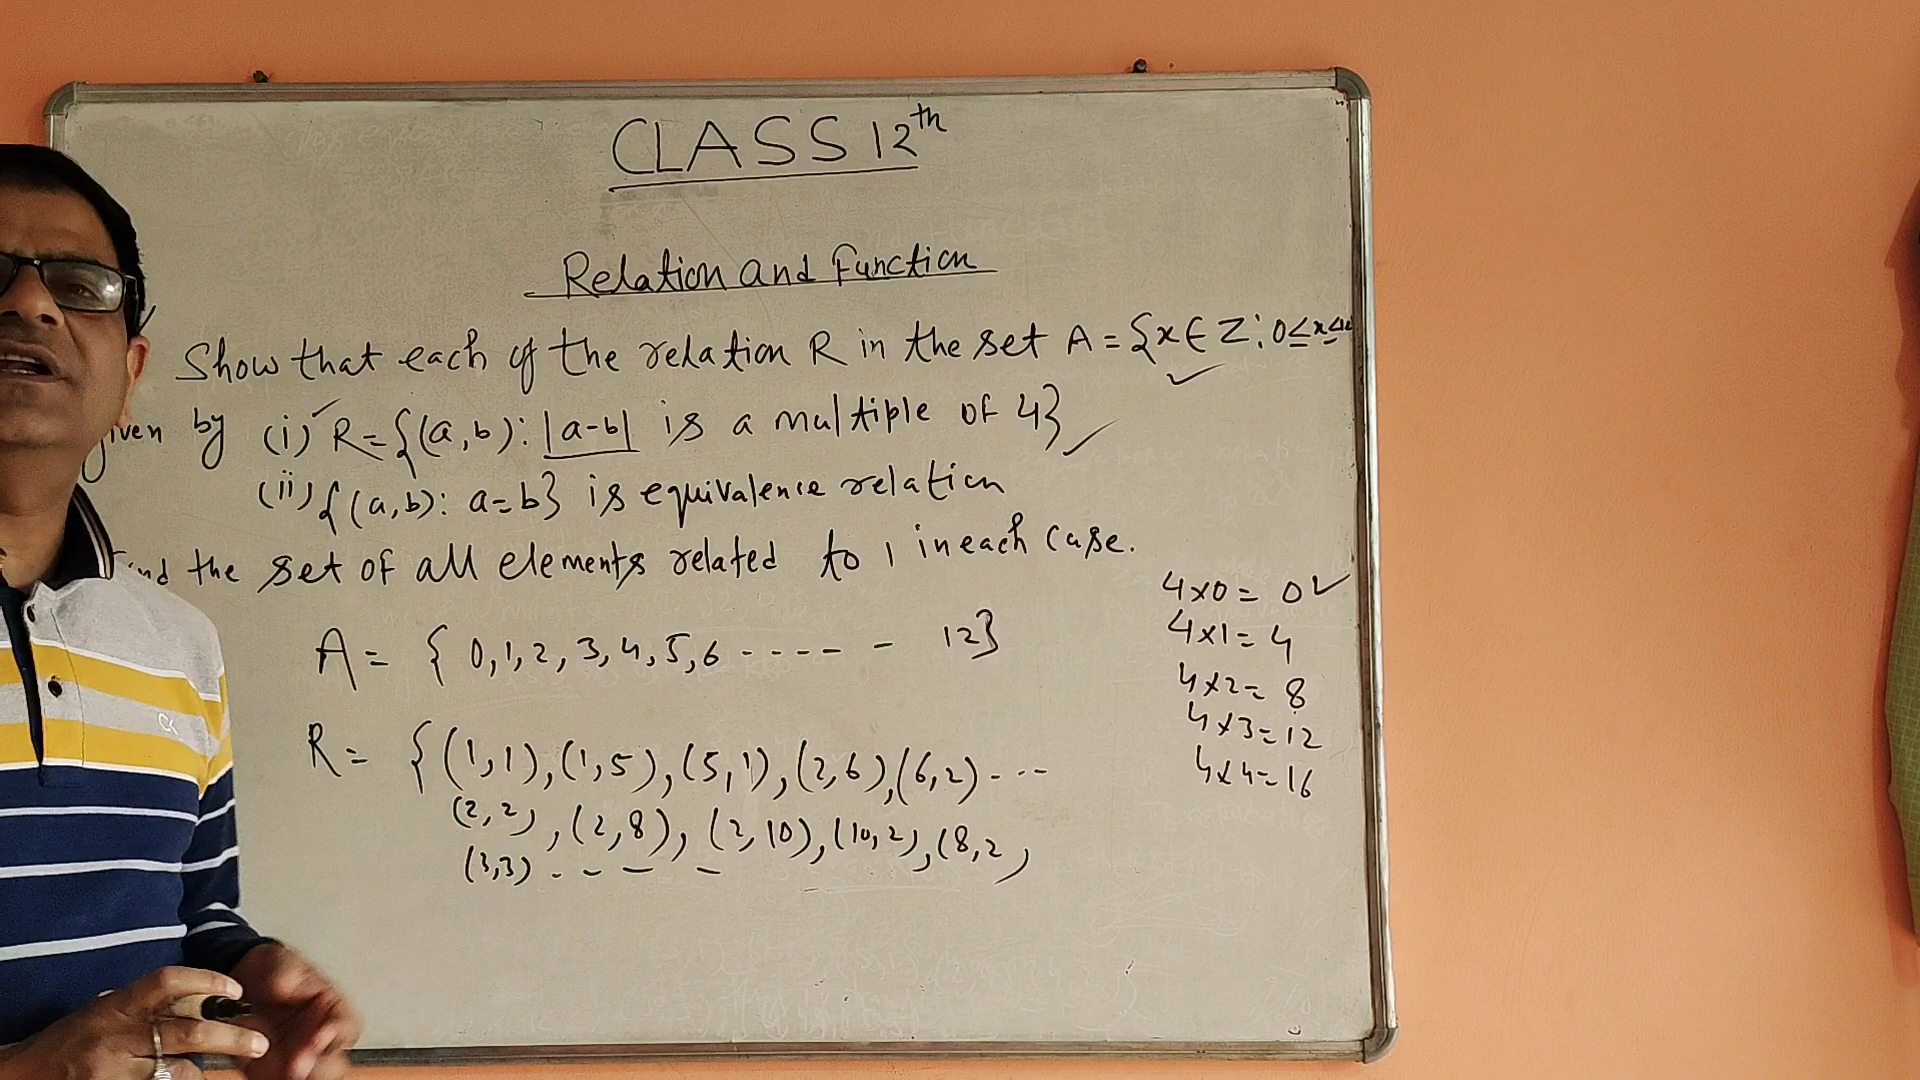 CLASS 12th
Relation and Function
Show that each of the relation R in the set A = {x ∈ Z : 0 ≤ x ≤
given by (i) R = {(a,b) : |a-b| is a multiple of 4}
(ii) {(a,b) : a = b} is equivalence relation
Find the set of all elements related to 1 in each case.
A = { 0, 1, 2, 3, 4, 5, 6 ----- - 12}
R = { (1,1), (1,5), (5,1), (2,6), (6,2) ---
(2,2), (2,8), (2,10), (10,2), (8,2)
(3,3) - - - -
4×0 = 0 ✓
4×1 = 4
4×2 = 8
4×3 = 12
4×4 = 16